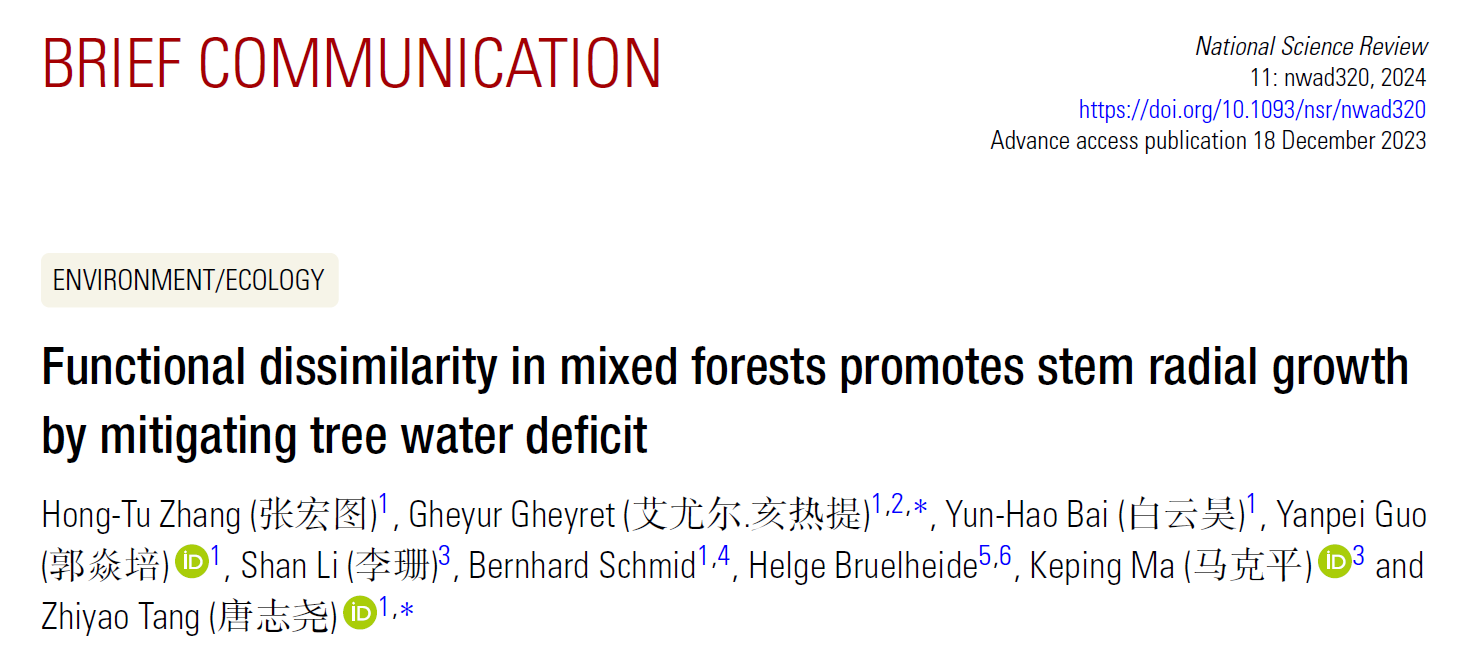 BRIEF COMMUNICATION
National Science Review
11: nwad320, 2024
https://doi.org/10.1093/nsr/nwad320
Advance access publication 18 December 2023
ENVIRONMENT/ECOLOGY
Functional dissimilarity in mixed forests promotes stem radial growth
by mitigating tree water deficit
Hong-Tu Zhang (张宏图)1, Gheyur Gheyret (艾尤尔.亥热提)1,2,*, Yun-Hao Bai (白云昊)1, Yanpei Guo
(郭焱培) iD 1, Shan Li (李珊)3, Bernhard Schmid1,4, Helge Bruelheide5,6, Keping Ma (马克平) iD 3 and
Zhiyao Tang (唐志尧) iD 1,*